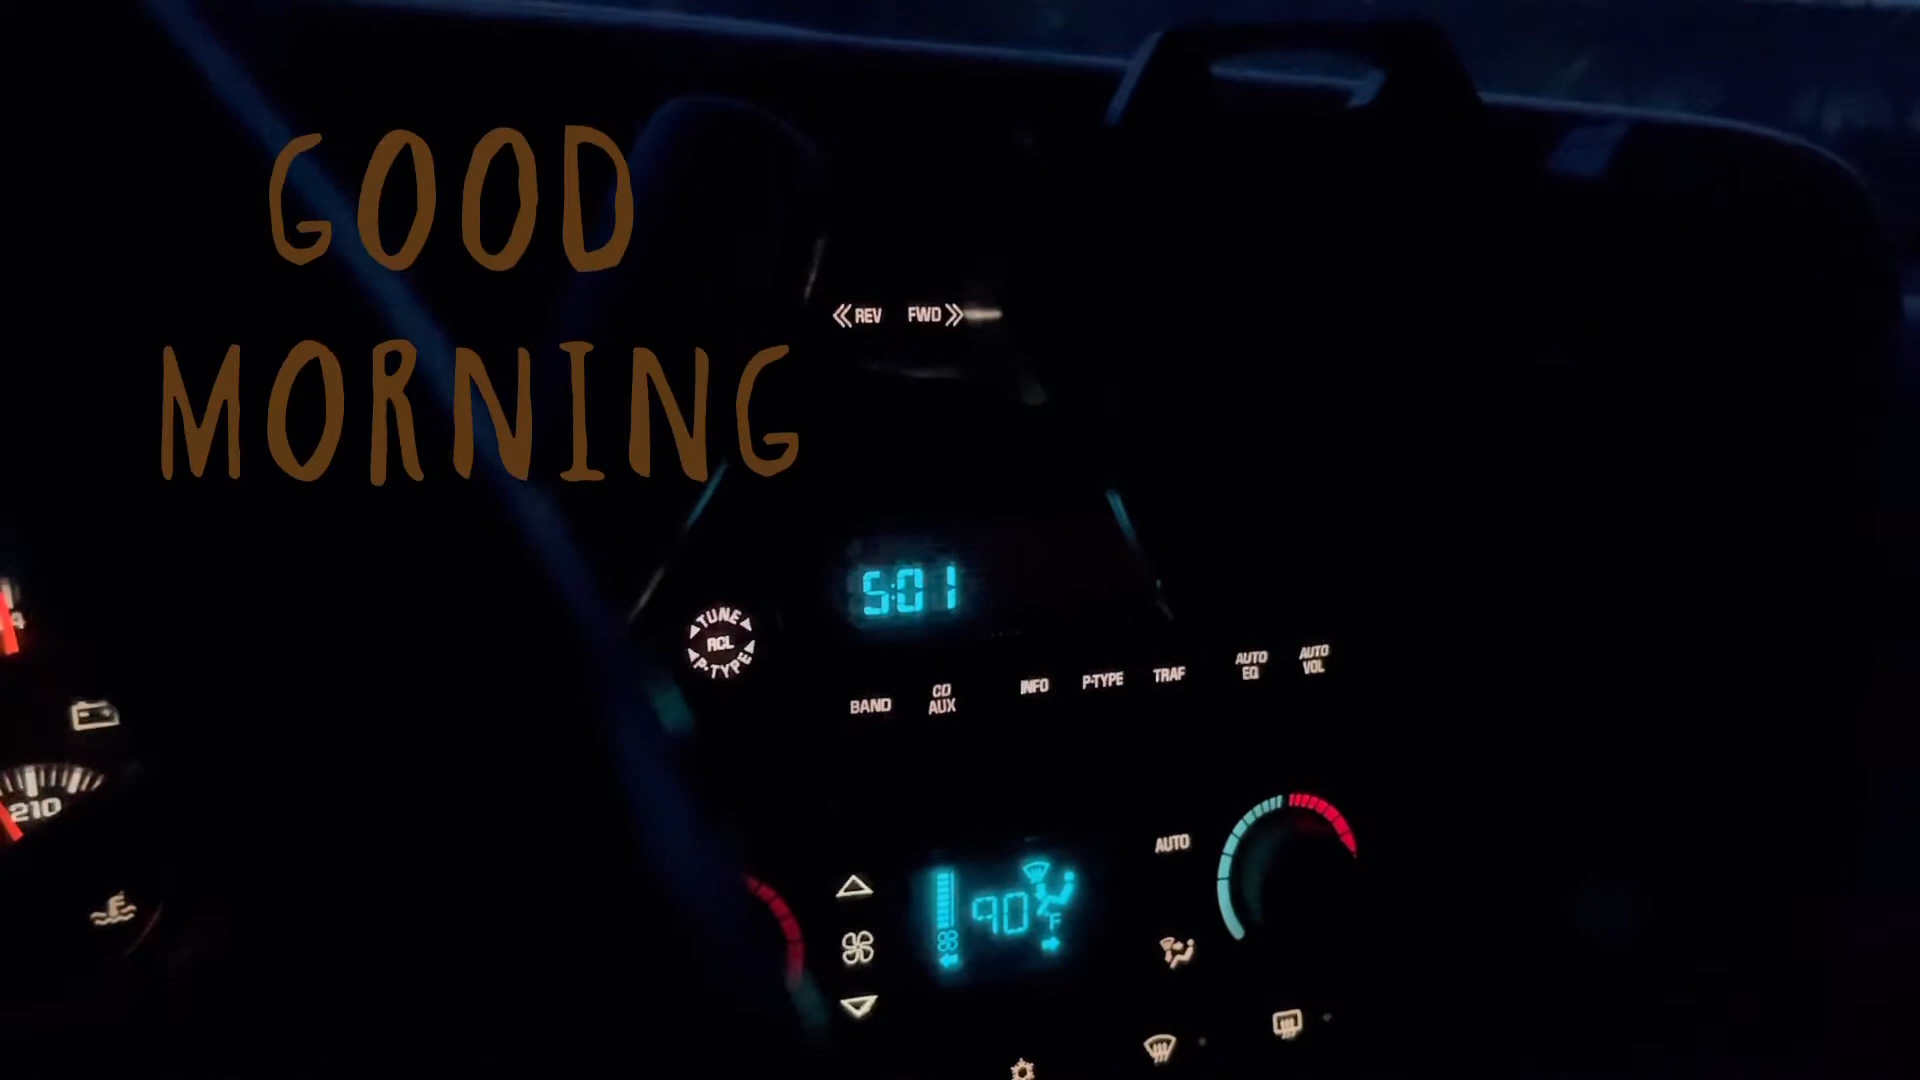 GOOD
MORNING
REV FWD
5:01
TUNE
RCL
P-TYPE
BAND
CD
AUX
INFO
P-TYPE
TRAF
AUTO
EQ
AUTO
VOL
210
AUTO
90
F